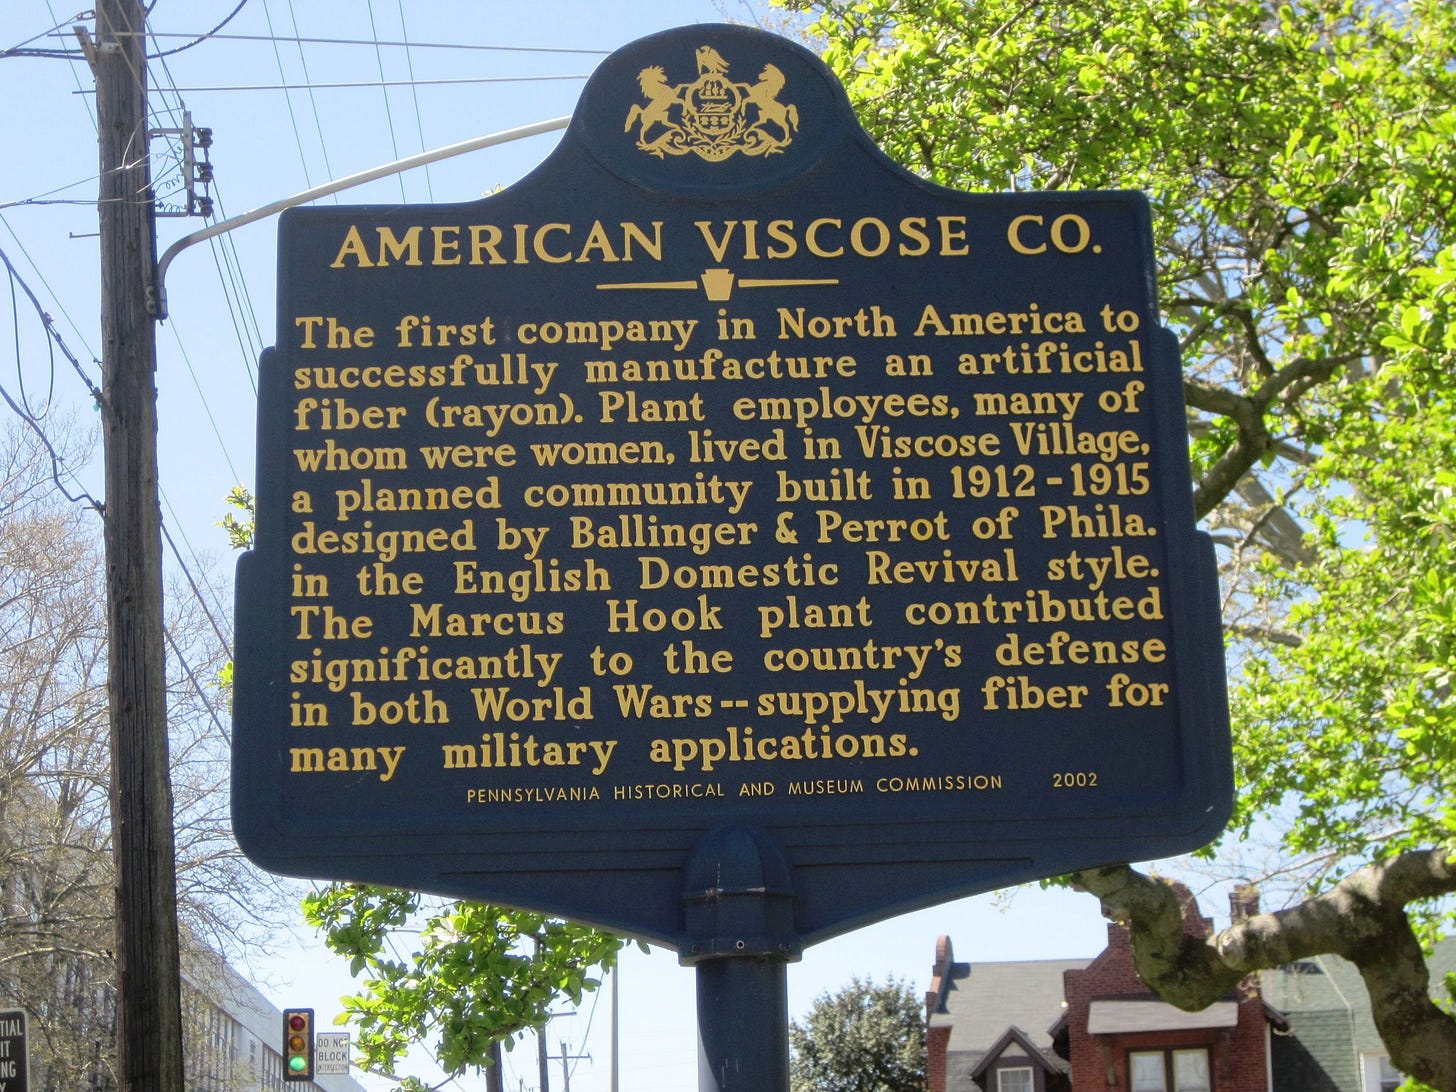 AMERICAN VISCOSE CO.
The first company in North America to
successfully manufacture an artificial
fiber (rayon). Plant employees, many of
whom were women, lived in Viscose Village,
a planned community built in 1912-1915
designed by Ballinger & Perrot of Phila.
in the English Domestic Revival style.
The Marcus Hook plant contributed
significantly to the country's defense
in both World Wars--supplying fiber for
many military applications.
PENNSYLVANIA HISTORICAL AND MUSEUM COMMISSION 2002
DO NOT
BLOCK
INTERSECTION